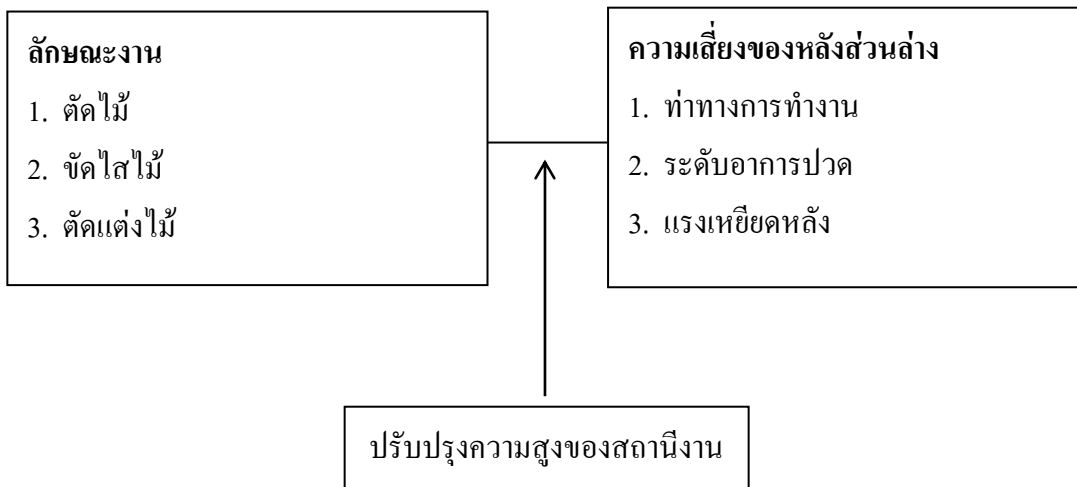 ลักษณะงาน
1. ตัดไม้
2. ขัดไสไม้
3. ตัดแต่งไม้
ความเสี่ยงของหลังส่วนล่าง
1. ท่าทางการทำงาน
2. ระดับอาการปวด
3. แรงเหยียดหลัง
ปรับปรุงความสูงของสถานีงาน